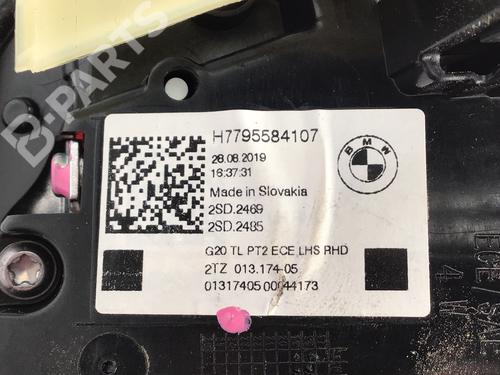 B-PARTS
H7795584107
BMW
28.08.2019
16:37:31
Made in Slovakia
2SD.2469
2SD.2485
G20 TL PT2 ECE LHS RHD
2TZ 013.174-05
01317405 00044173